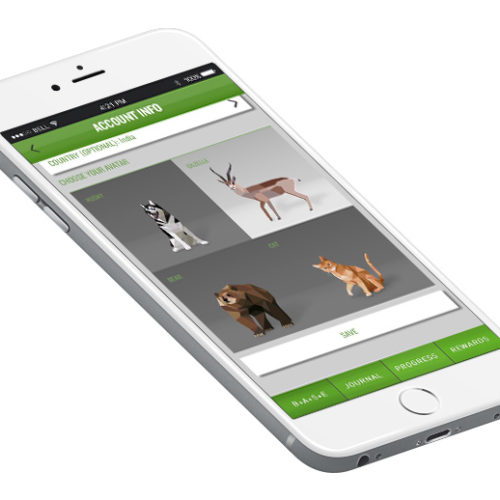 BELL 4:21 PM 100%
ACCOUNT INFO
COUNTRY (OPTIONAL): India
CHOOSE YOUR AVATAR
HUSKY
GAZELLE
BEAR
CAT
SAVE
B•A•S•E JOURNAL PROGRESS REWARDS